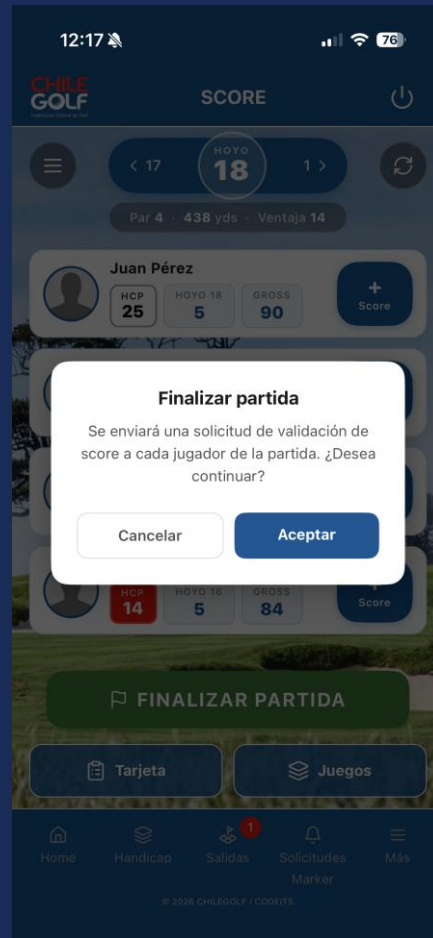 12:17
76
CHILE
GOLF
SCORE
< 17
HOYO
18
1 >
Par 4 · 438 yds · Ventaja 14
Juan Pérez
HCP
25
HOYO 18
5
GROSS
90
+
Score
Finalizar partida
Se enviará una solicitud de validación de
score a cada jugador de la partida. ¿Desea
continuar?
Cancelar
Aceptar
HCP
14
HOYO 18
5
GROSS
84
Score
FINALIZAR PARTIDA
Tarjeta
Juegos
1
Home
Handicap
Salidas
Solicitudes
Marker
Más
© 2026 CHILEGOLF / CODEITS